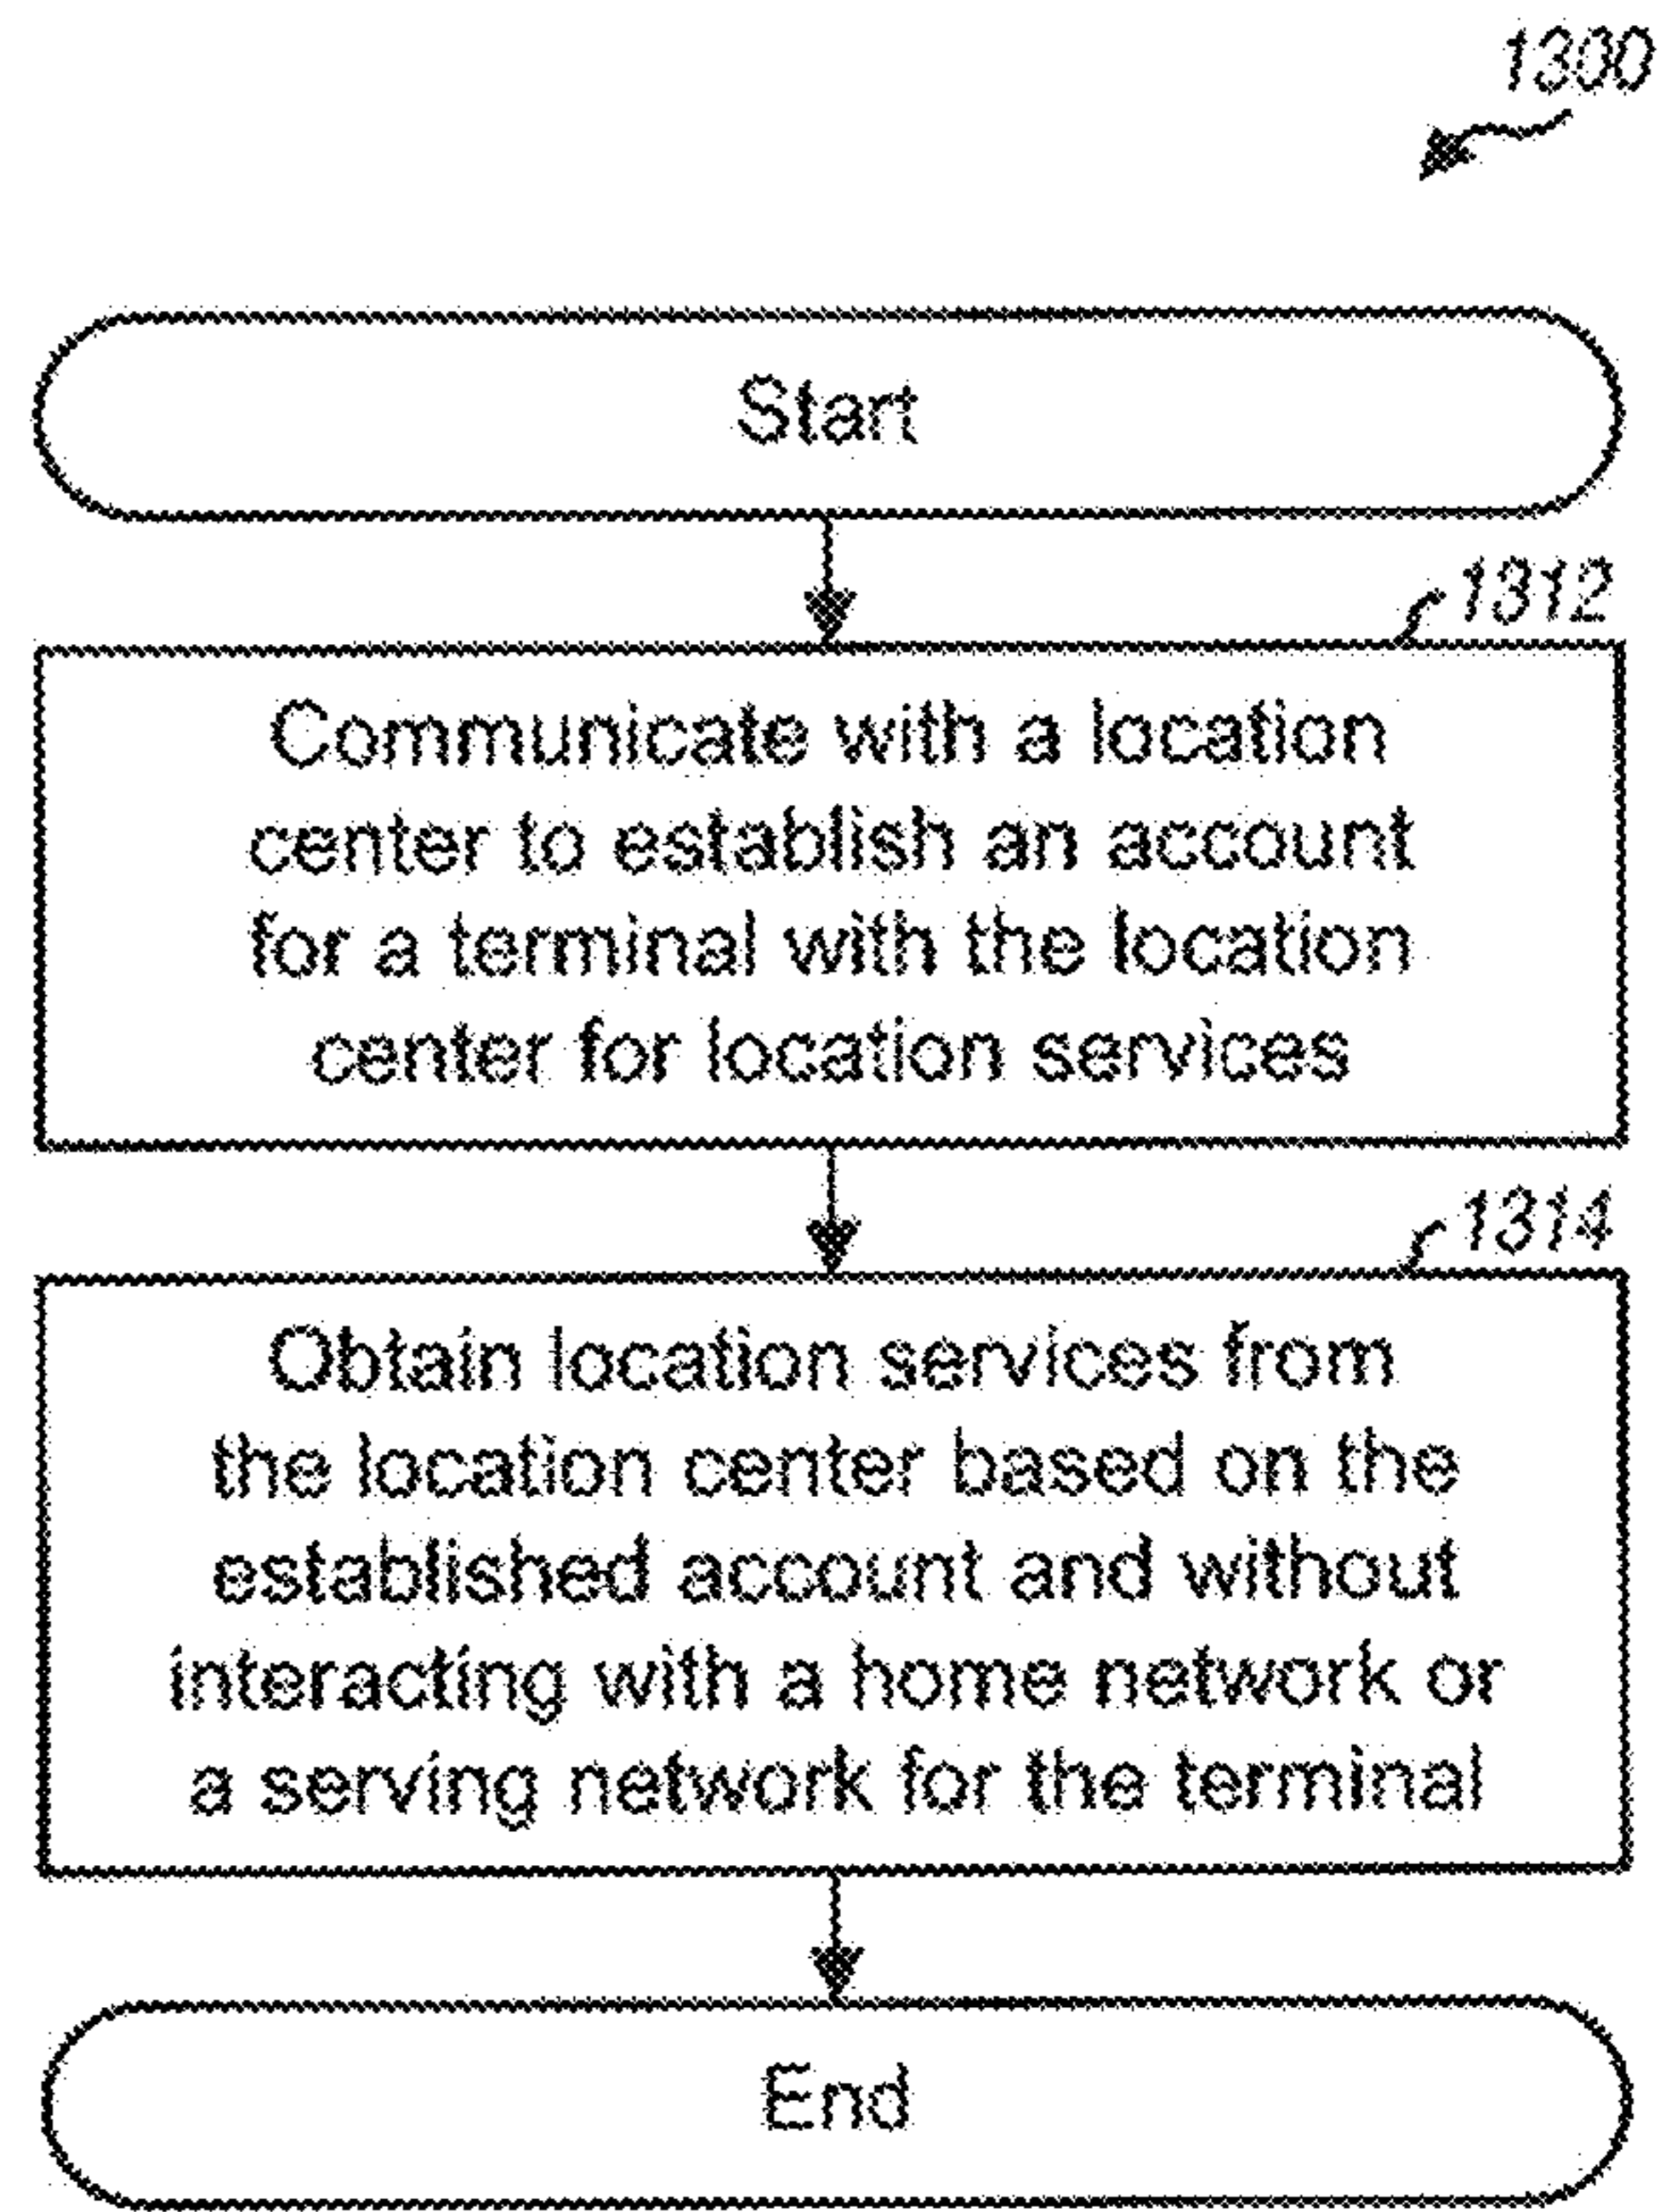 1300
Start
1312
Communicate with a location
center to establish an account
for a terminal with the location
center for location services
1314
Obtain location services from
the location center based on the
established account and without
interacting with a home network or
a serving network for the terminal
End